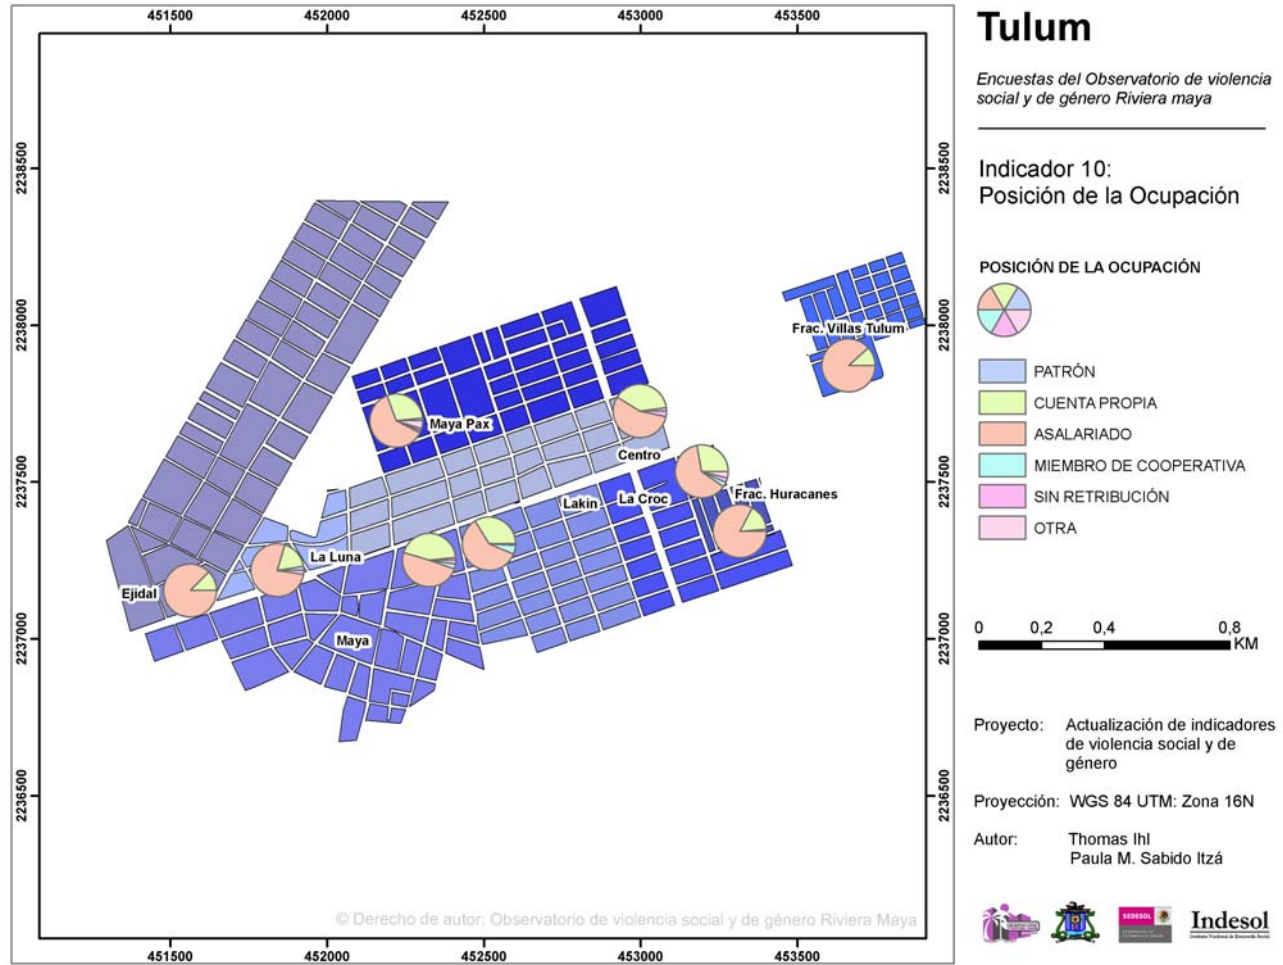 451500 452000 452500 453000 453500
Tulum
Encuestas del Observatorio de violencia
social y de género Riviera maya
Indicador 10:
Posición de la Ocupación
POSICIÓN DE LA OCUPACIÓN
PATRÓN
CUENTA PROPIA
ASALARIADO
MIEMBRO DE COOPERATIVA
SIN RETRIBUCIÓN
OTRA
0 0,2 0,4 0,8
KM
Proyecto: Actualización de indicadores
de violencia social y de
género
Proyección: WGS 84 UTM: Zona 16N
Autor: Thomas Ihl
Paula M. Sabido Itzá
SEDESOL
Indesol
2238500 2238500
2238000 2238000
2237500 2237500
2237000 2237000
2236500 2236500
Frac. Villas Tulum
Maya Pax
Centro
Frac. Huracanes
La Croc
Lakin
La Luna
Ejidal
Maya
© Derecho de autor: Observatorio de violencia social y de género Riviera Maya
451500 452000 452500 453000 453500